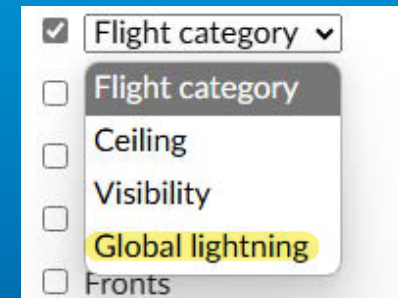 Flight category
Flight category
Ceiling
Visibility
Global lightning
Fronts